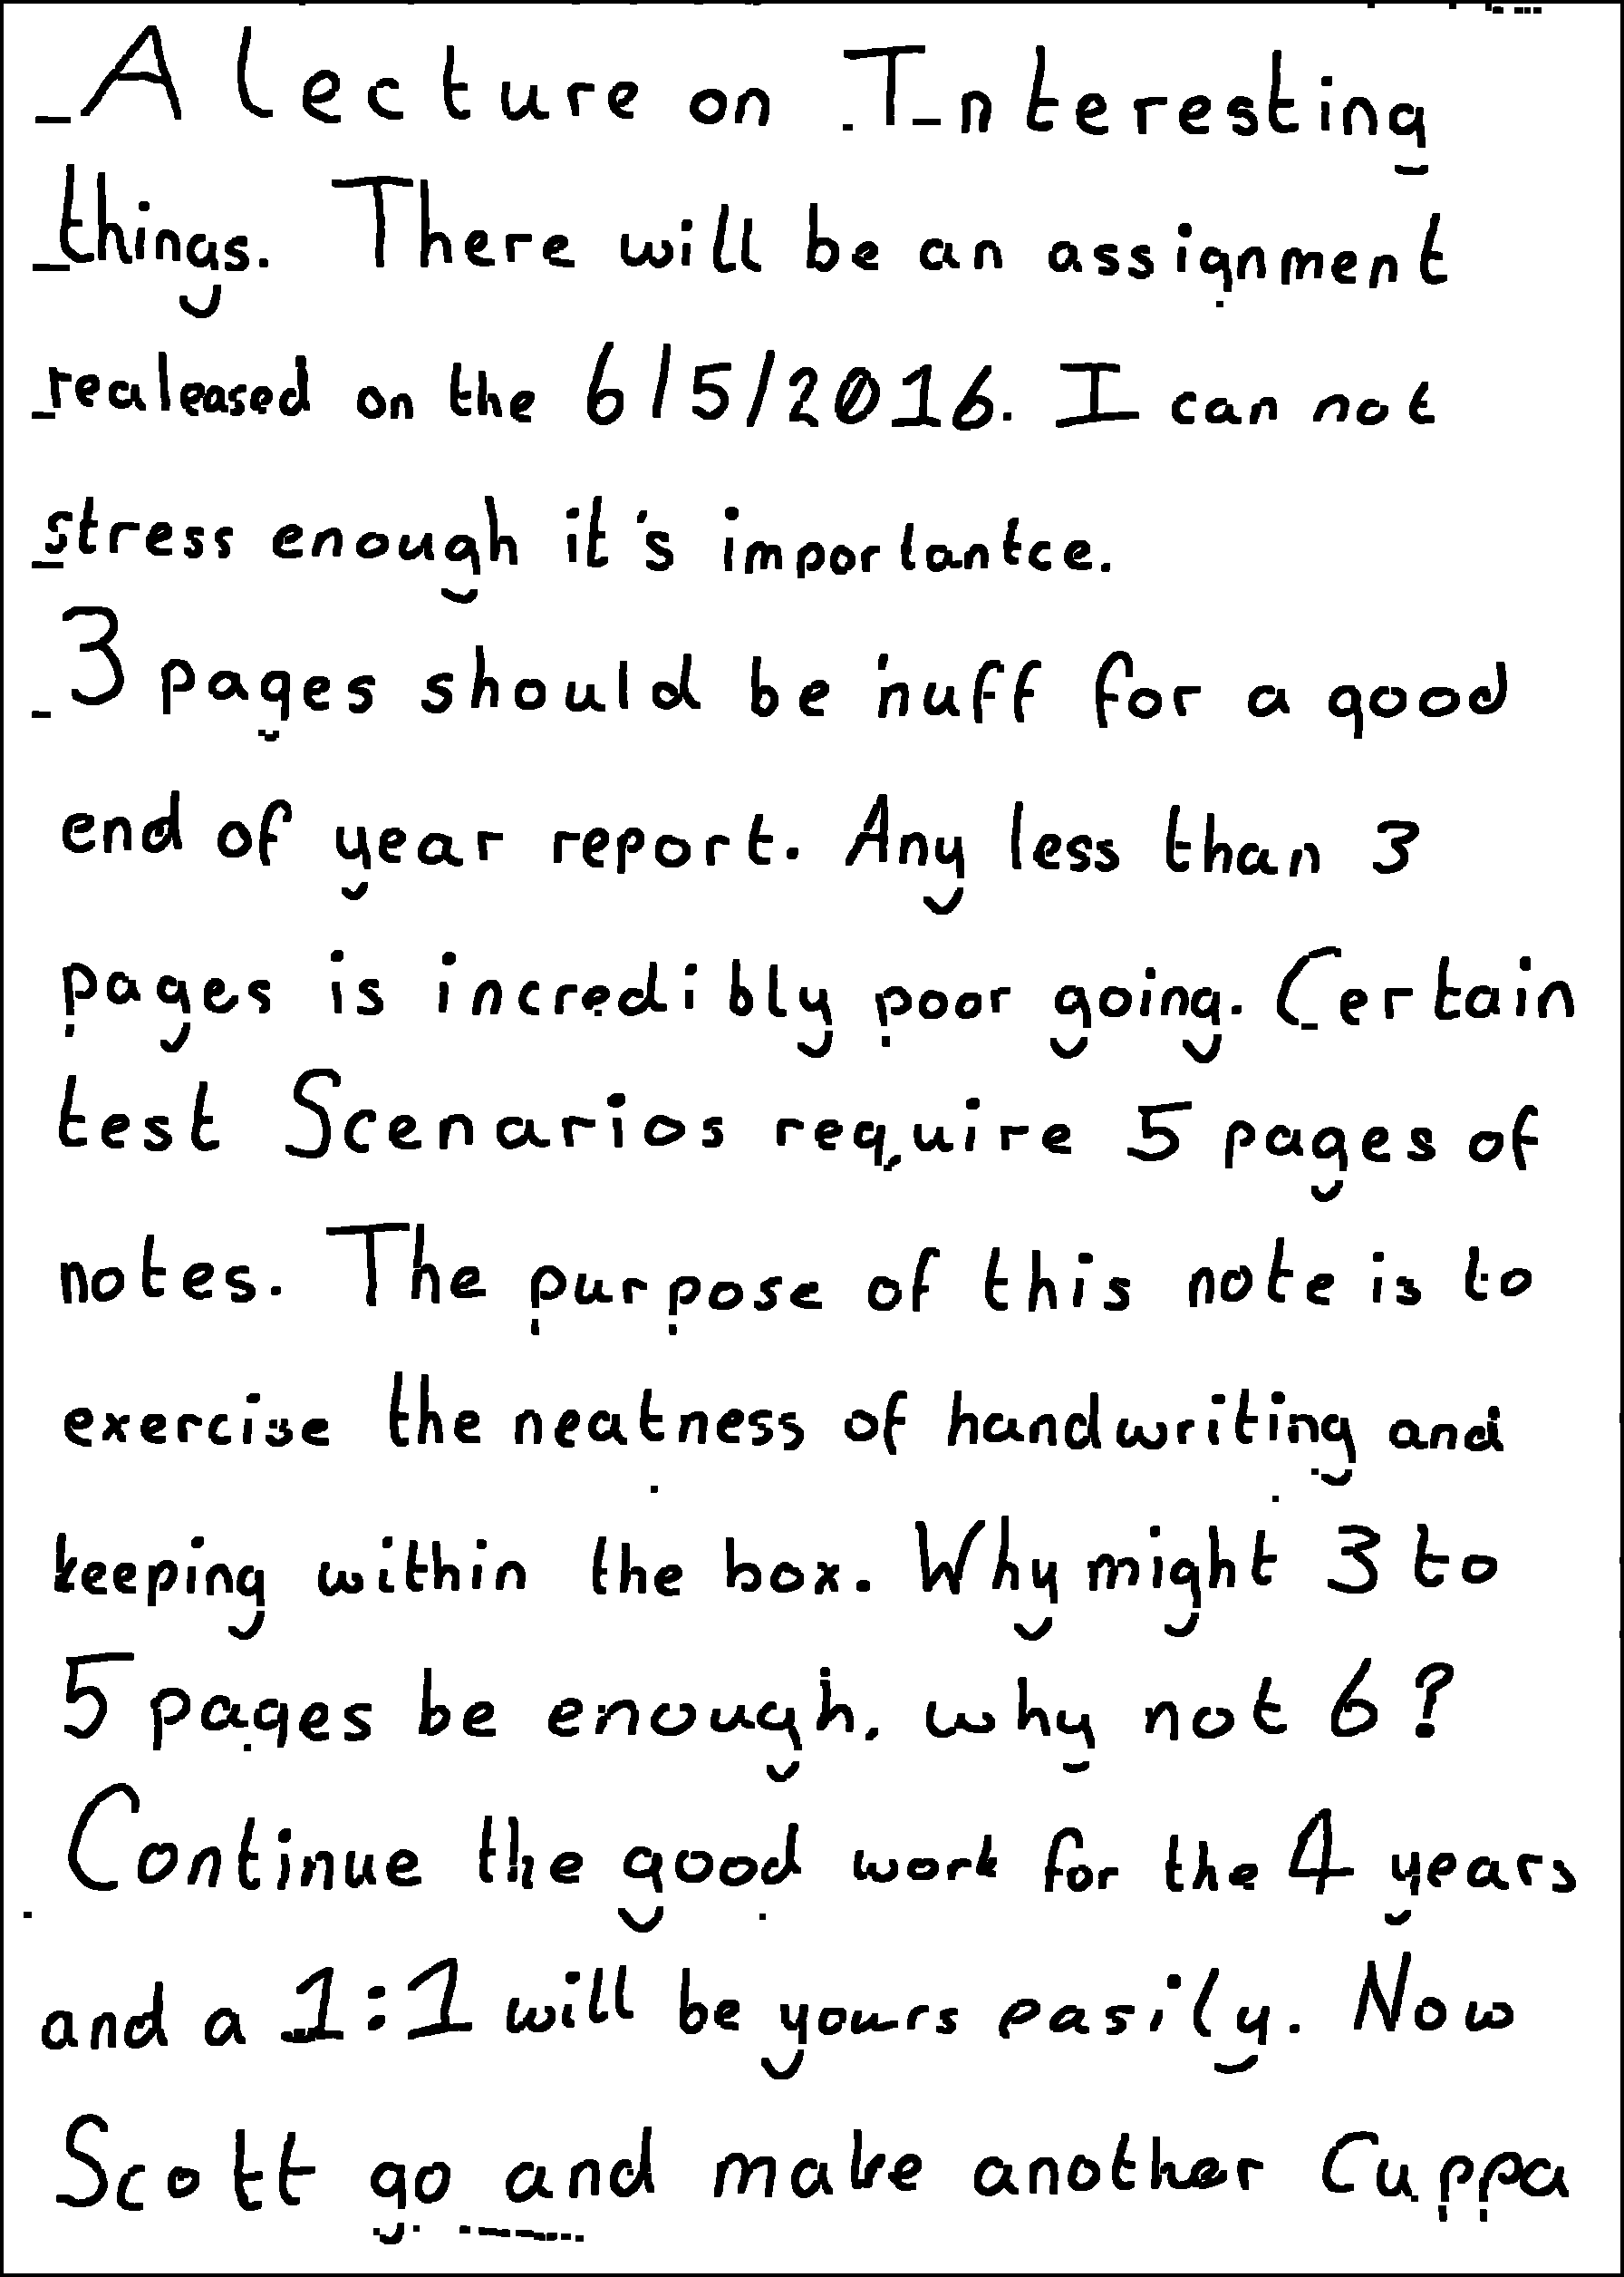 A lecture on Interesting
things. There will be an assignment
realeased on the 6/5/2016. I can not
stress enough it's importantce.
3 pages should be 'nuff for a good
end of year report. Any less than 3
pages is incredibly poor going. Certain
test Scenarios require 5 pages of
notes. The purpose of this note is to
exercise the neatness of handwriting and
keeping within the box. Why might 3 to
5 pages be enough, why not 6?
Continue the good work for the 4 years
and a 1:1 will be yours easily. Now
Scott go and make another Cuppa